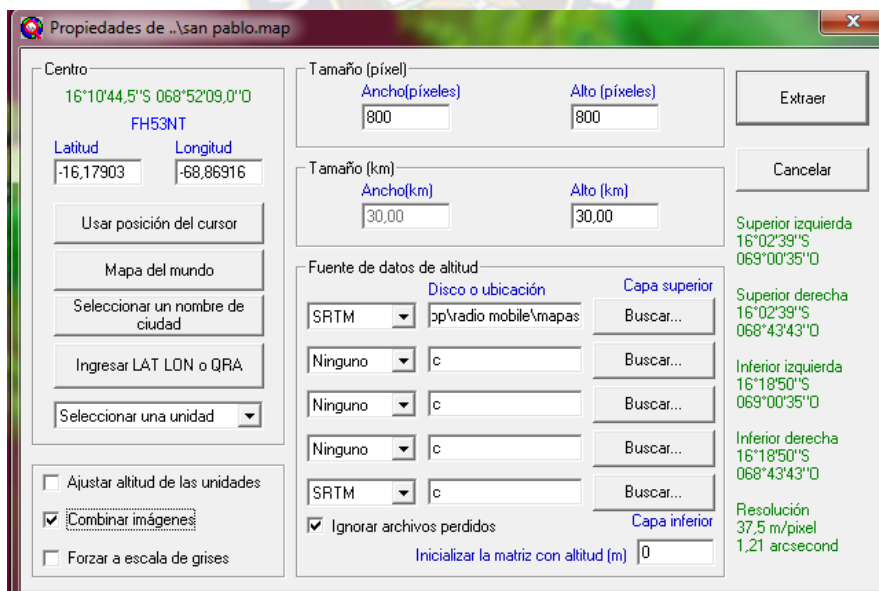 Propiedades de ..\san pablo.map
x
Centro
16°10'44,5''S 068°52'09,0''O
FH53NT
Latitud Longitud
-16,17903 -68,86916
Usar posición del cursor
Mapa del mundo
Seleccionar un nombre de
ciudad
Ingresar LAT LON o QRA
Seleccionar una unidad
Ajustar altitud de las unidades
Combinar imágenes
Forzar a escala de grises
Tamaño (píxel)
Ancho(píxeles) Alto (píxeles)
800 800
Tamaño (km)
Ancho(km) Alto (km)
30,00 30,00
Fuente de datos de altitud
Disco o ubicación Capa superior
SRTM op\radio mobile\mapas Buscar...
Ninguno c Buscar...
Ninguno c Buscar...
Ninguno c Buscar...
SRTM c Buscar...
Ignorar archivos perdidos Capa inferior
Inicializar la matriz con altitud (m) 0
Extraer
Cancelar
Superior izquierda
16°02'39''S
069°00'35''O
Superior derecha
16°02'39''S
068°43'43''O
Inferior izquierda
16°18'50''S
069°00'35''O
Inferior derecha
16°18'50''S
068°43'43''O
Resolución
37,5 m/pixel
1,21 arcsecond